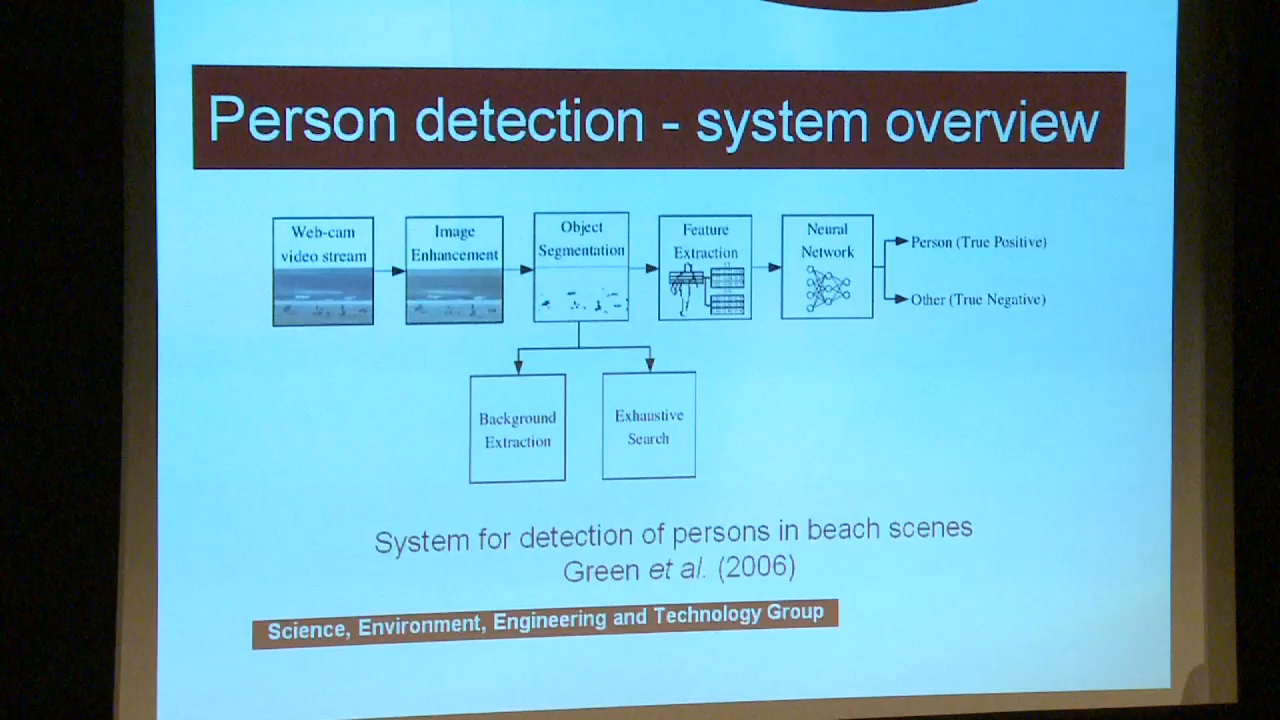 Person detection - system overview
Web-cam
video stream
Image
Enhancement
Object
Segmentation
Feature
Extraction
Neural
Network
Person (True Positive)
Other (True Negative)
Background
Extraction
Exhaustive
Search
System for detection of persons in beach scenes
Green et al. (2006)
Science, Environment, Engineering and Technology Group